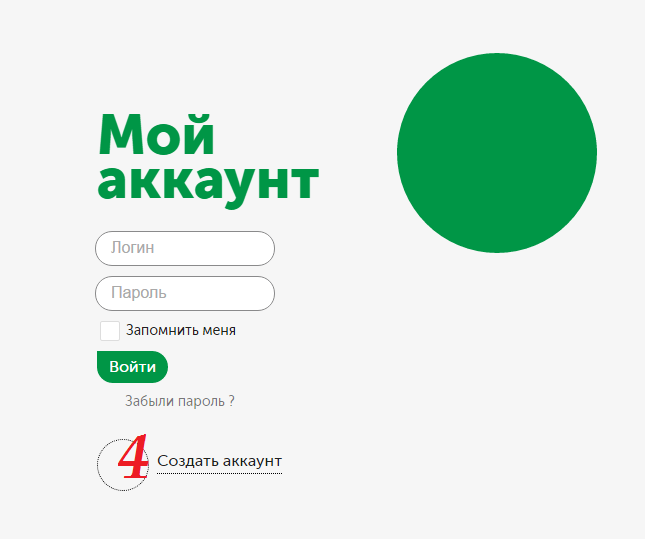 Мой
аккаунт
Логин
Пароль
Запомнить меня
Войти
Забыли пароль ?
4 Создать аккаунт